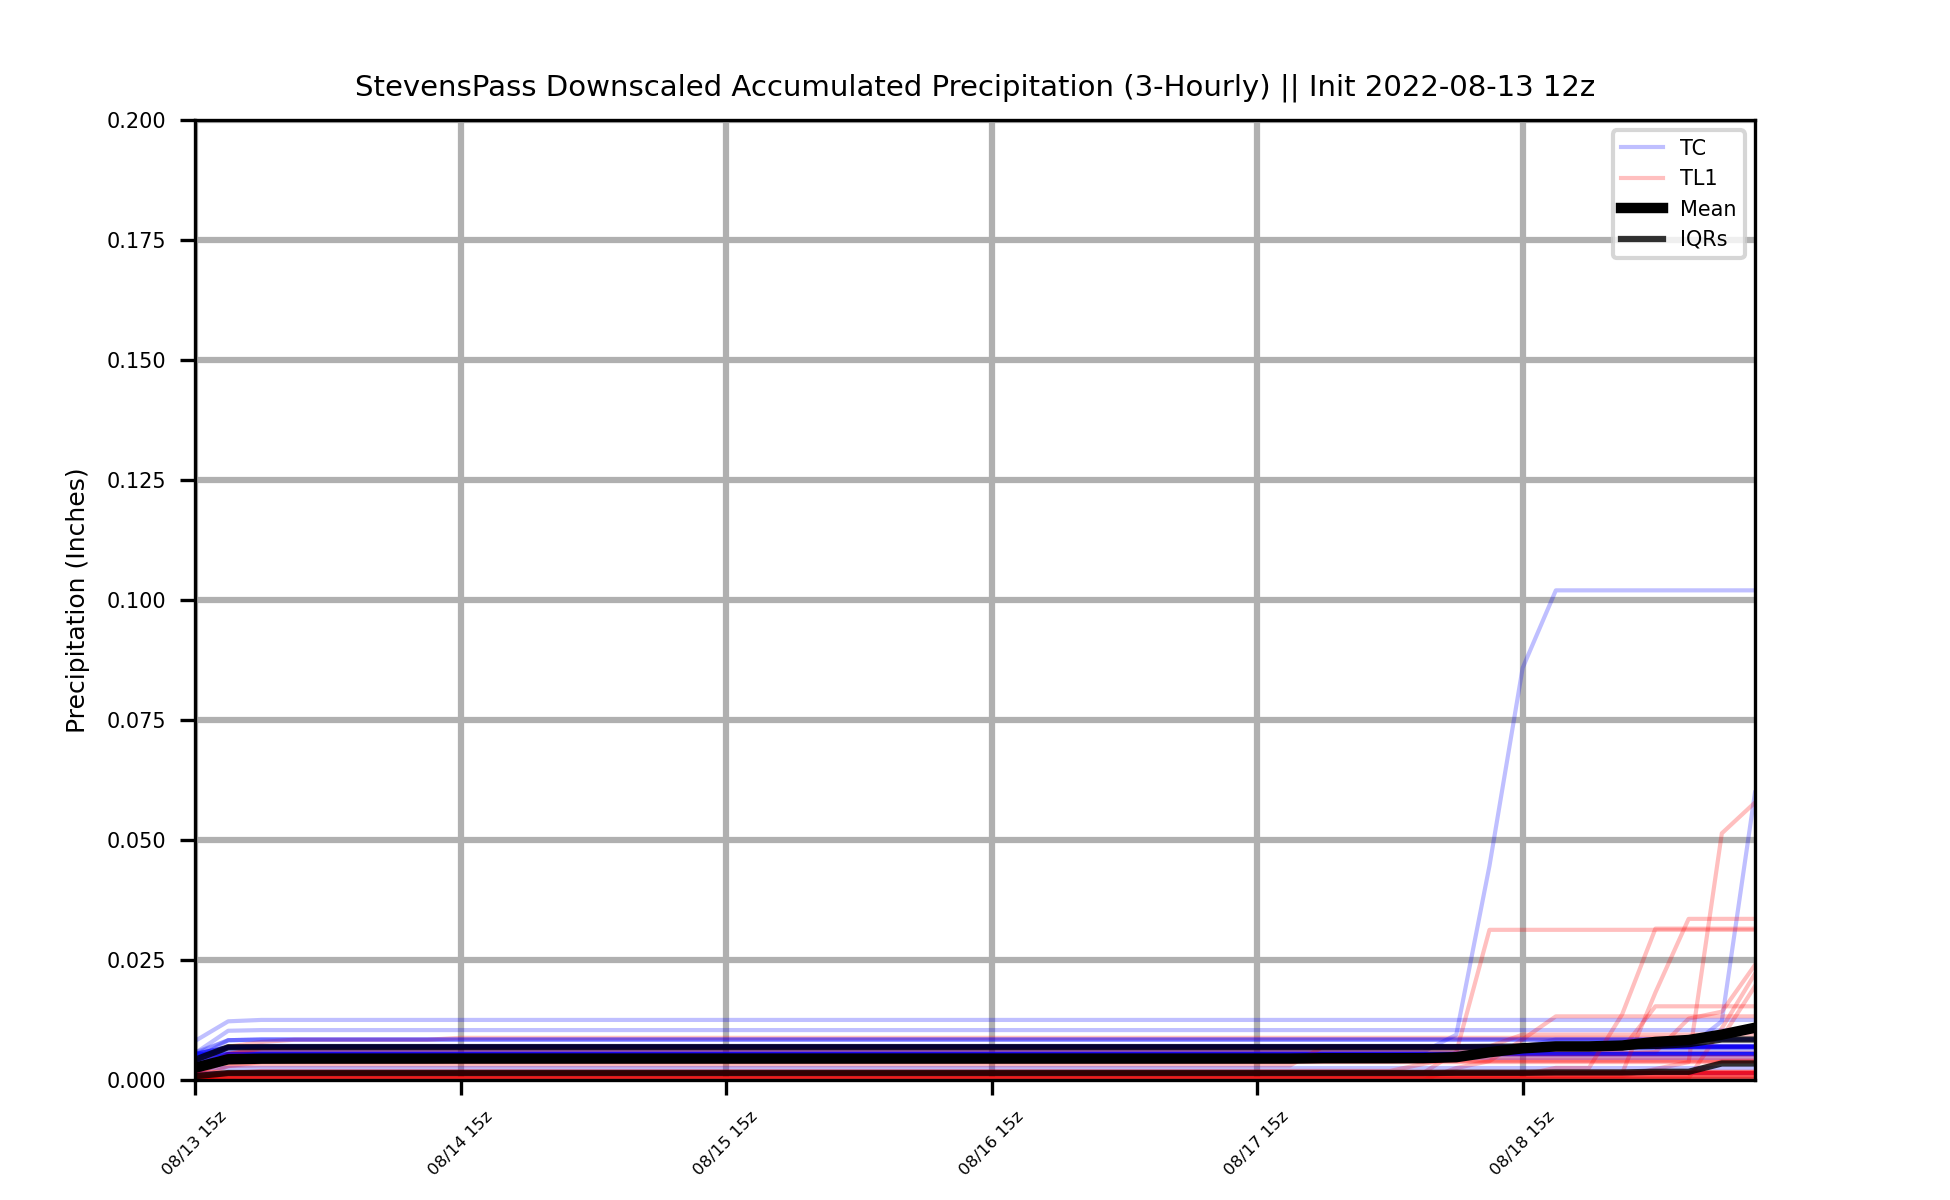 StevensPass Downscaled Accumulated Precipitation (3-Hourly) || Init 2022-08-13 12z
TC
TL1
Mean
IQRs
Precipitation (Inches)
0.200
0.175
0.150
0.125
0.100
0.075
0.050
0.025
0.000
08/13 15z
08/14 15z
08/15 15z
08/16 15z
08/17 15z
08/18 15z